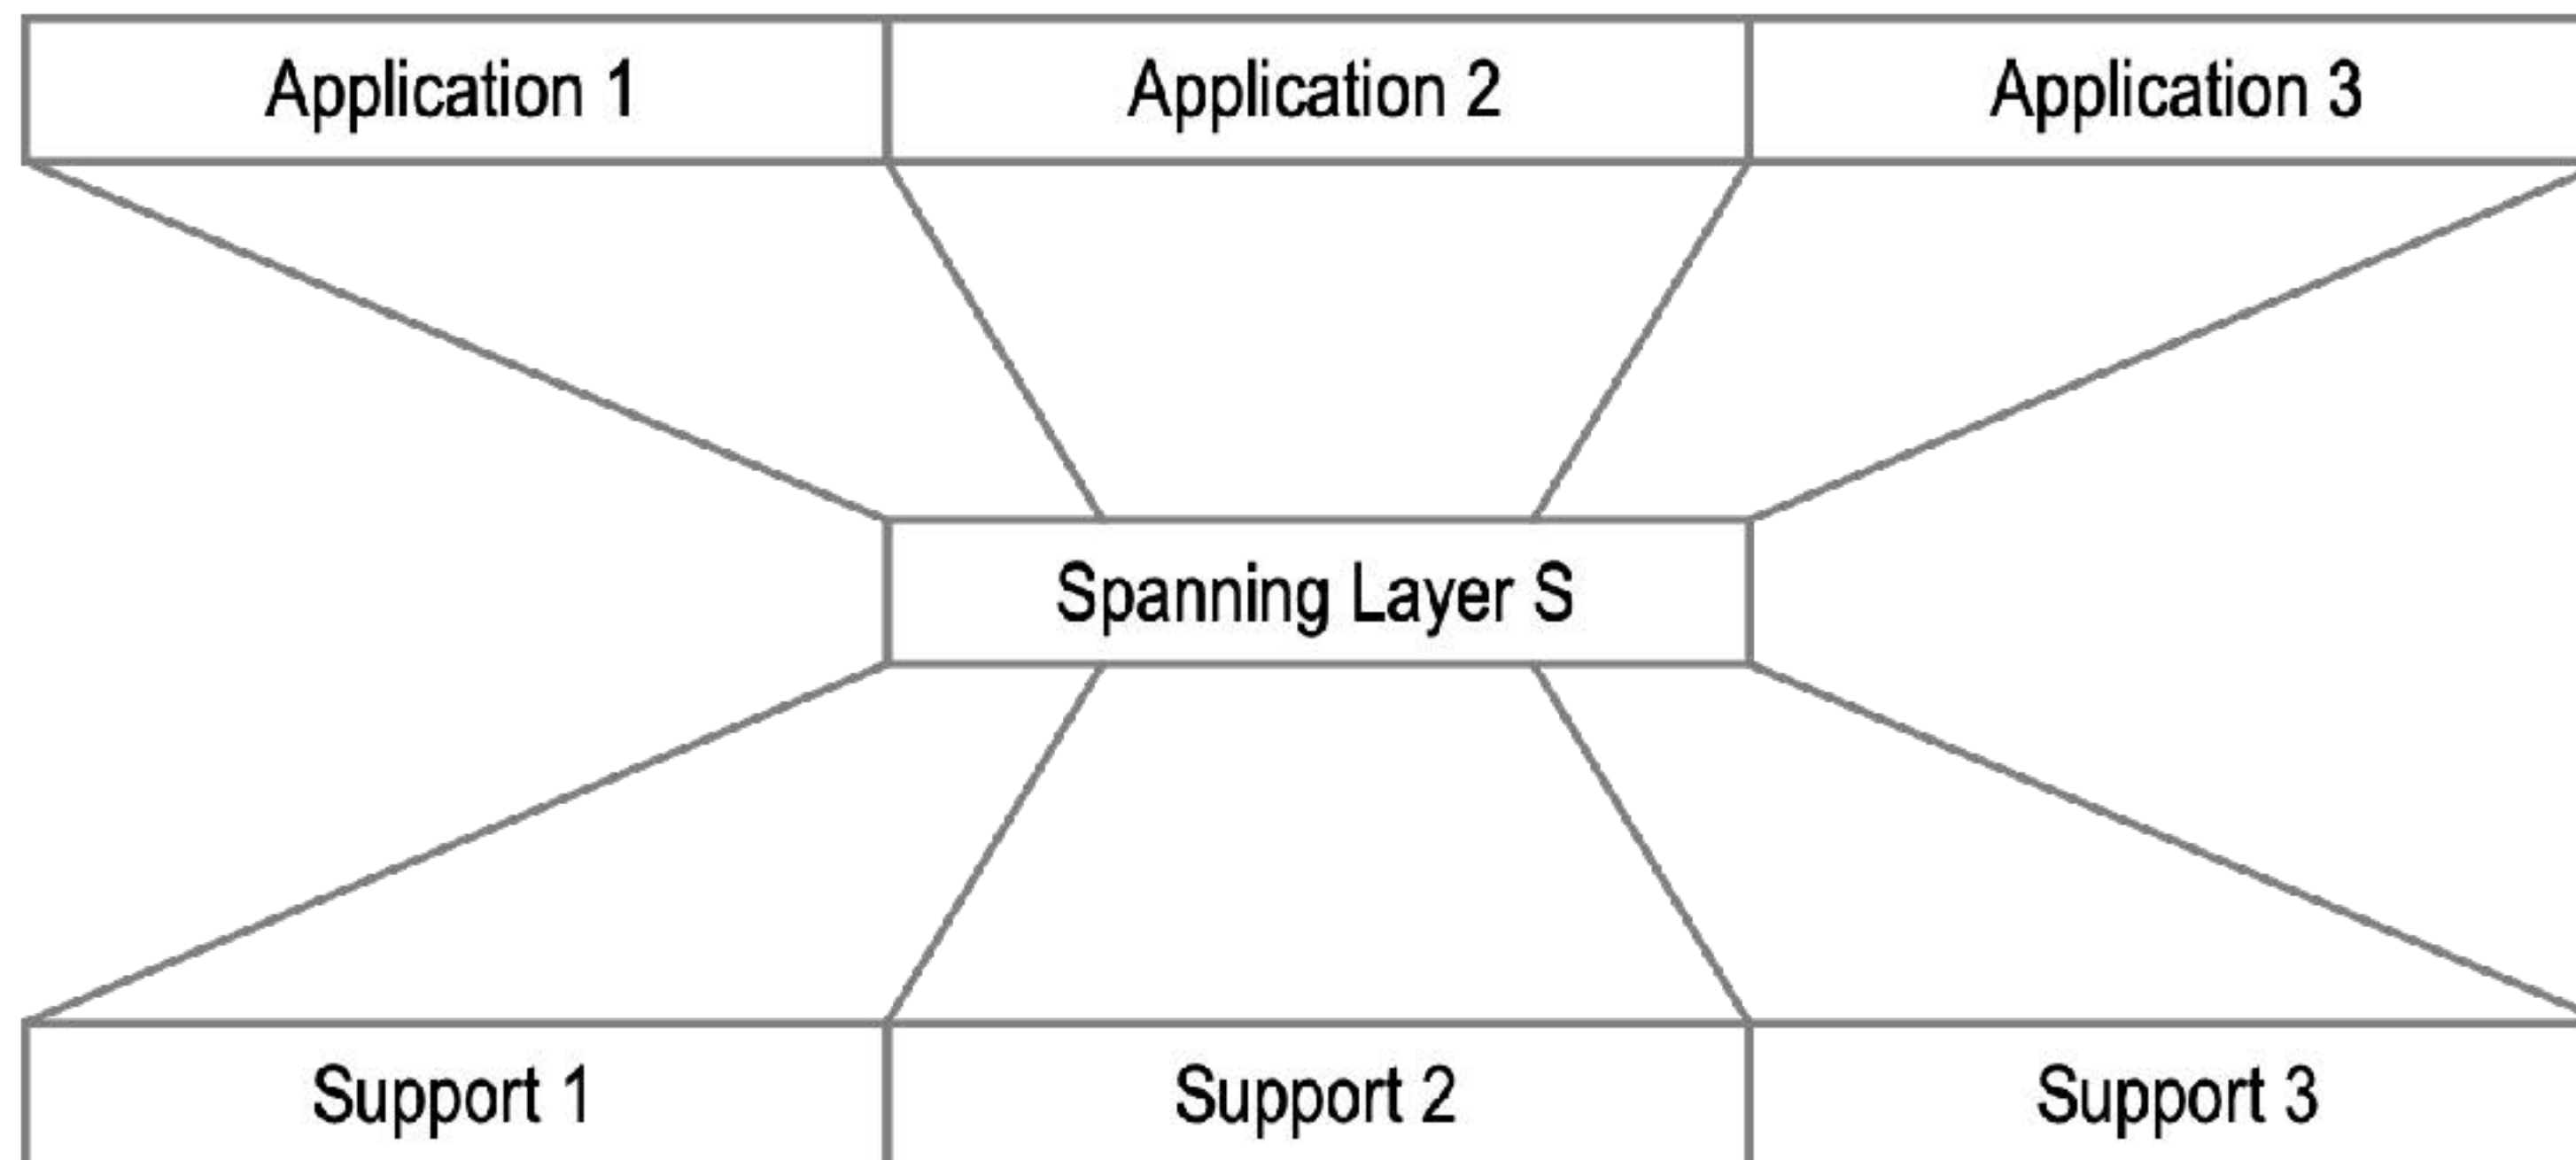 Application 1
Application 2
Application 3
Spanning Layer S
Support 1
Support 2
Support 3